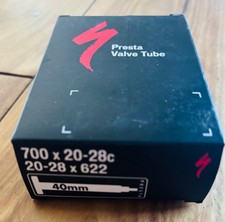 Presta
Valve Tube
700 x 20-28c
20-28 x 622
40mm